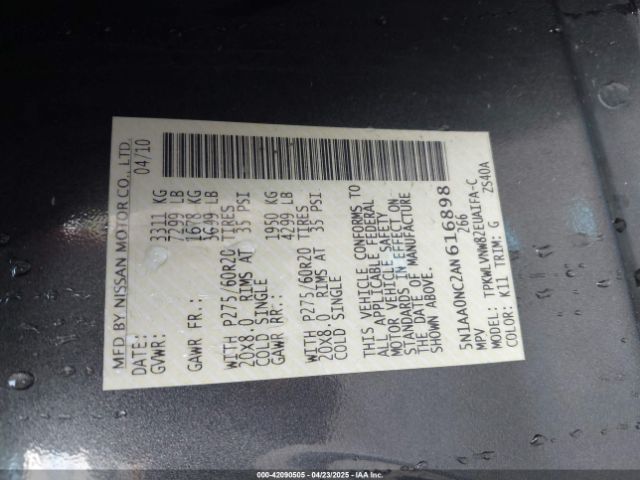 MFD BY NISSAN MOTOR CO., LTD.
DATE: 04/10
GVWR: 3311 KG
7299 LB
GAWR FR.: 1678 KG
3699 LB
WITH P275/60R20 TIRES
20X8.0 RIMS AT 35 PSI
COLD SINGLE
GAWR RR.: 1950 KG
4299 LB
WITH P275/60R20 TIRES
20X8.0 RIMS AT 35 PSI
COLD SINGLE
THIS VEHICLE CONFORMS TO
ALL APPLICABLE FEDERAL
MOTOR VEHICLE SAFETY
STANDARDS IN EFFECT ON
THE DATE OF MANUFACTURE
SHOWN ABOVE.
5N1AA0NC2AN616898
MPV Z66
MODEL: TPKWLVNW82EUAIFA-C
COLOR: K11 TRIM: G ZS40A
000-42090505 - 04/23/2025 - IAA Inc.